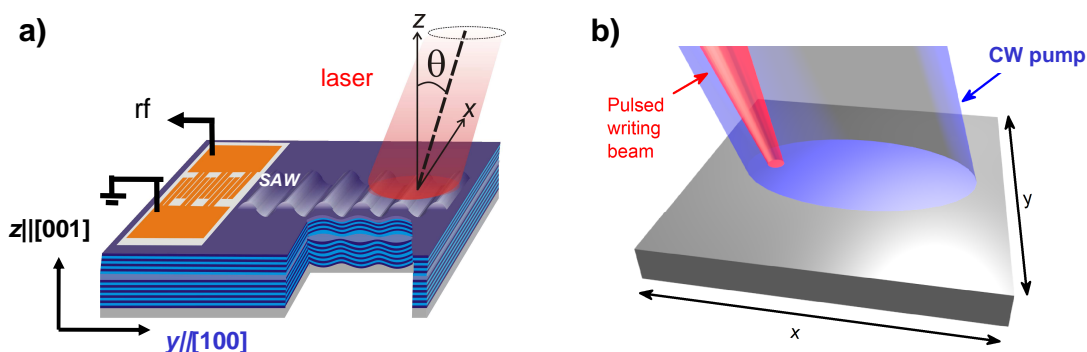 a)
z
θ
laser
x
rf
SAW
z||[001]
y//[100]
b)
CW pump
Pulsed
writing
beam
y
x